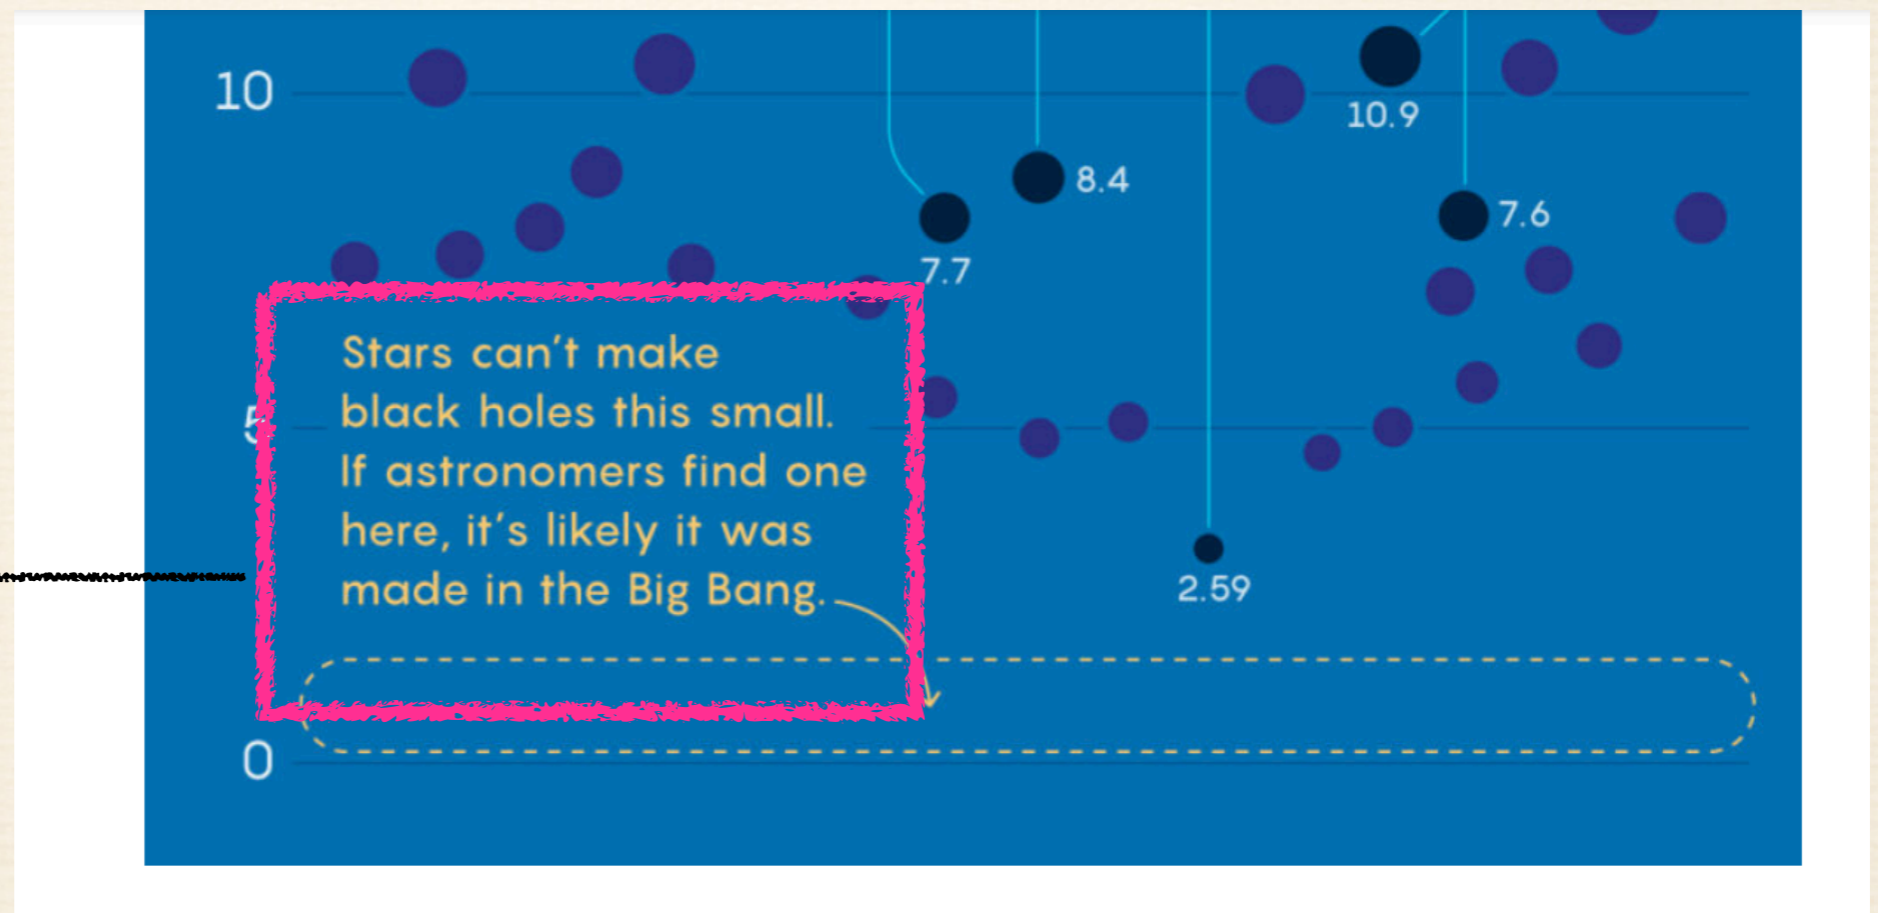 10
10.9
8.4
7.6
7.7
Stars can't make
black holes this small.
5
If astronomers find one
here, it's likely it was
made in the Big Bang.
2.59
0